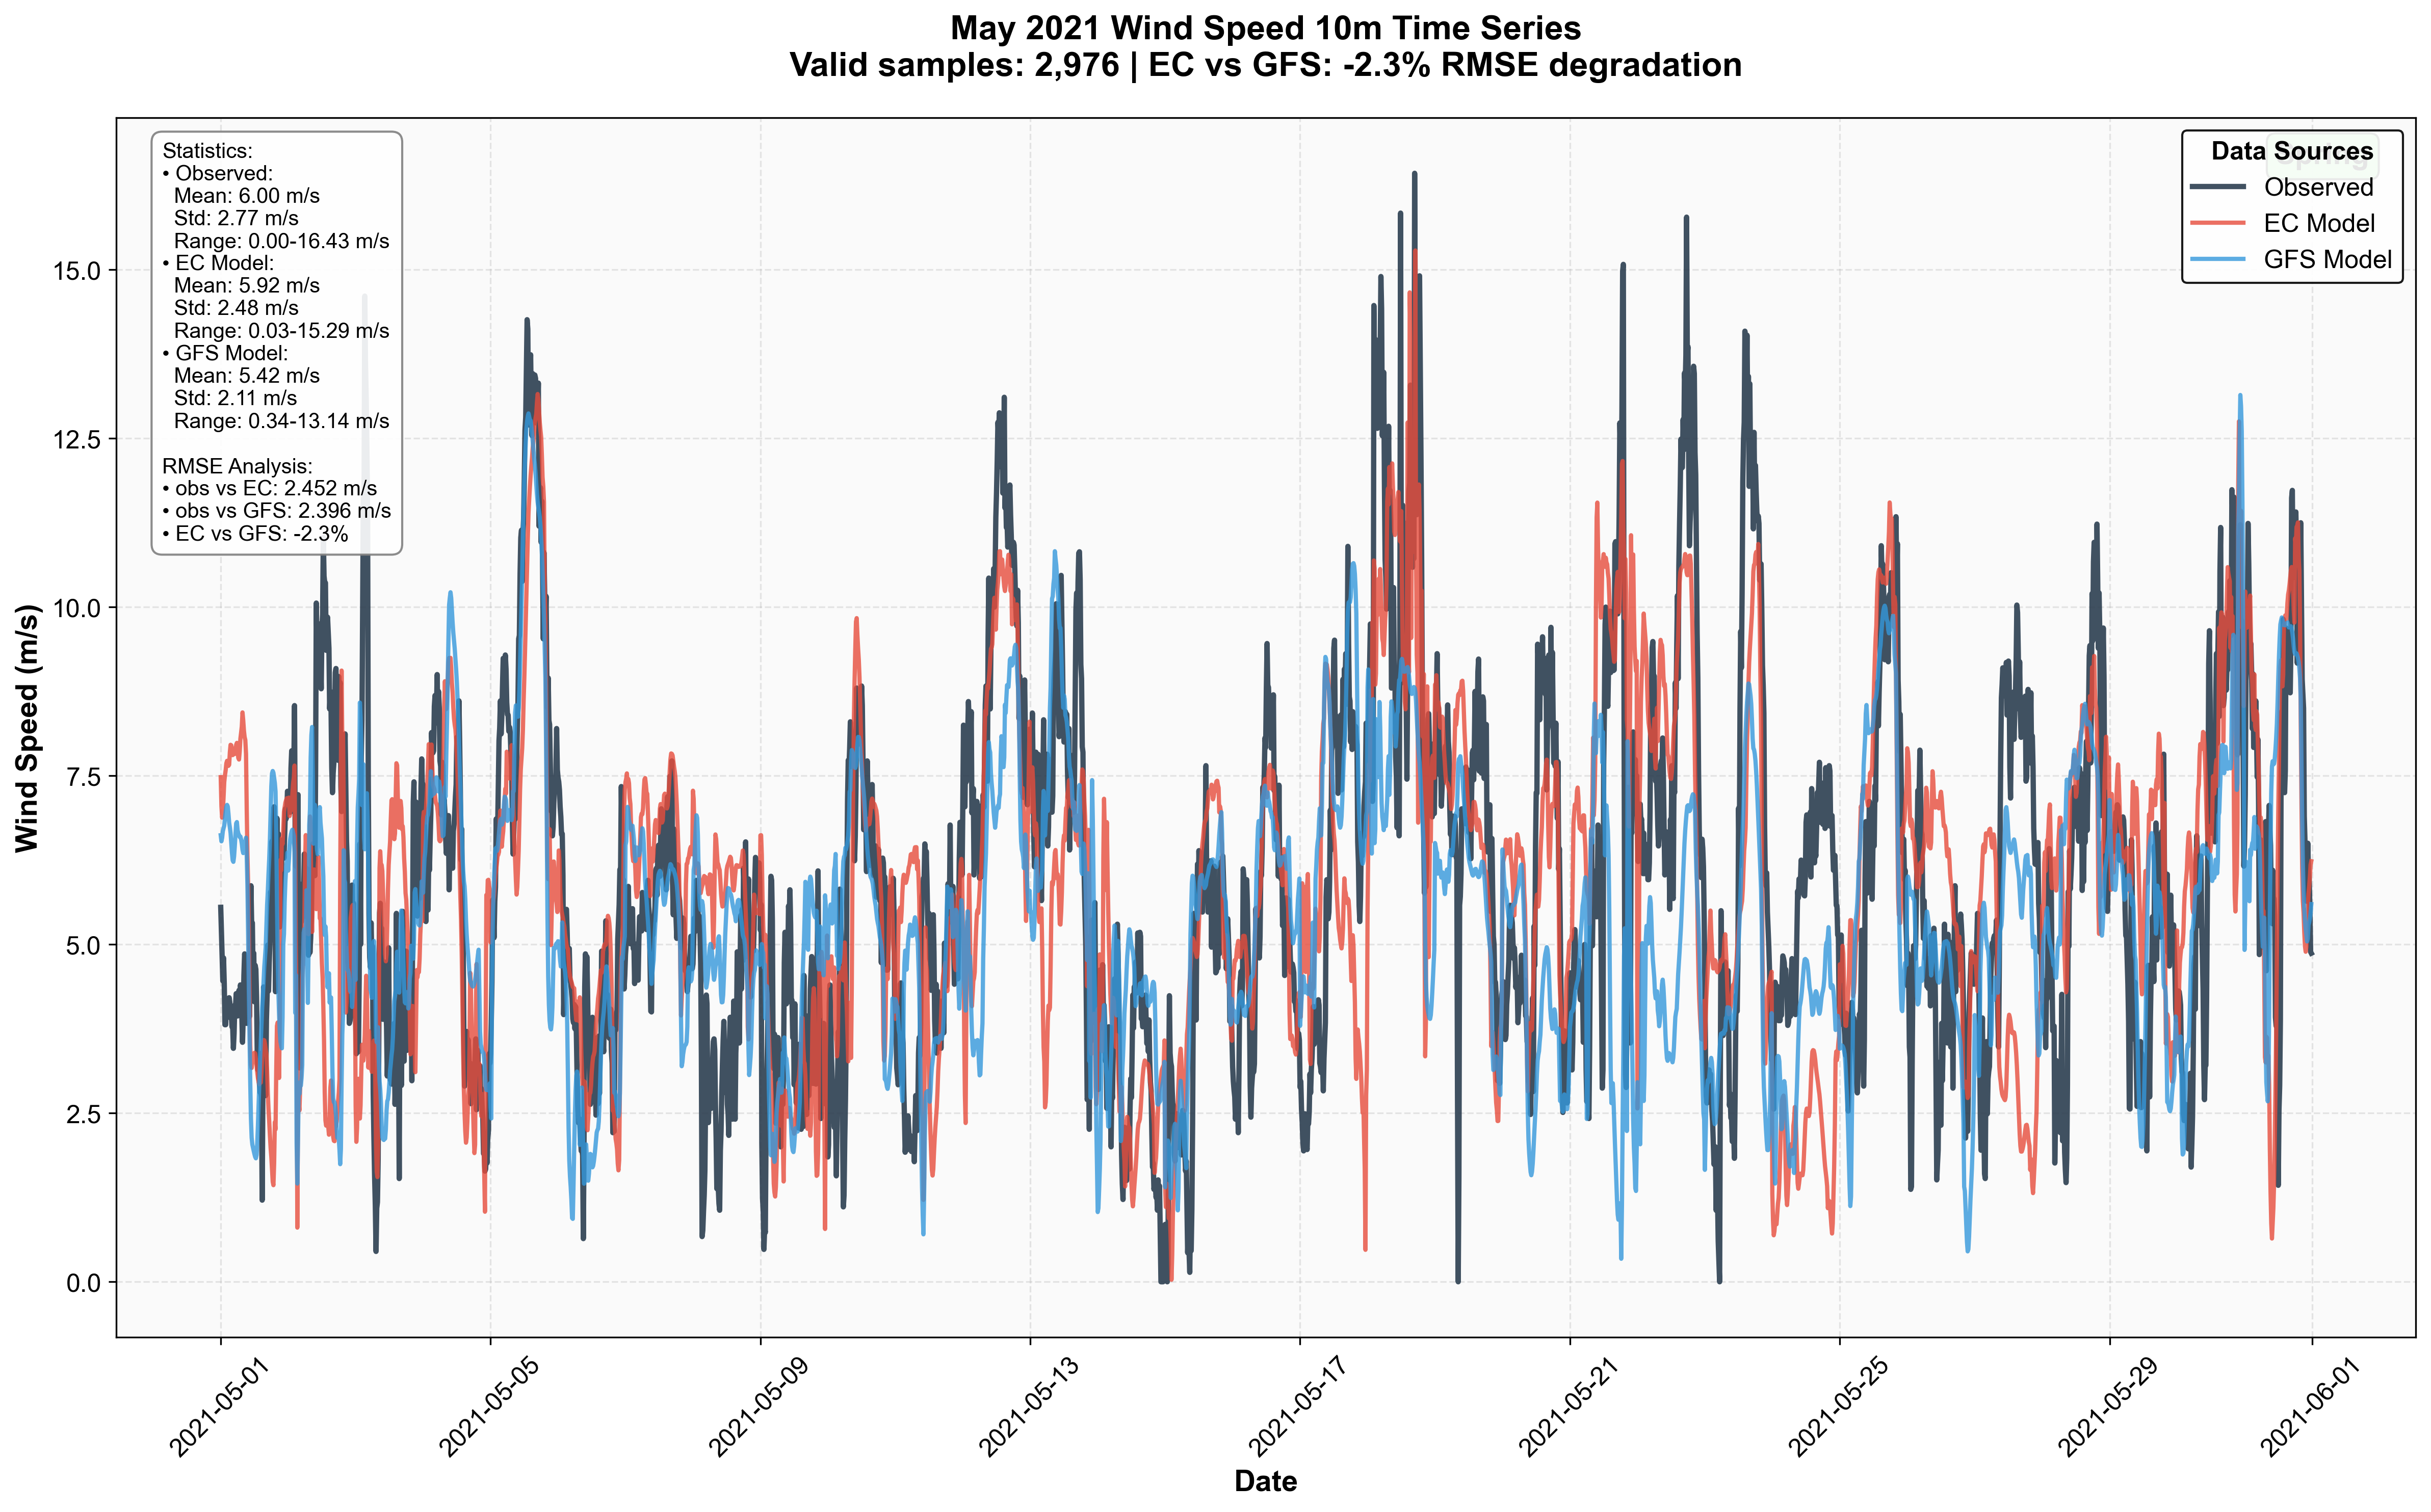 May 2021 Wind Speed 10m Time Series
Valid samples: 2,976 | EC vs GFS: -2.3% RMSE degradation
Statistics:
• Observed:
Mean: 6.00 m/s
Std: 2.77 m/s
Range: 0.00-16.43 m/s
• EC Model:
Mean: 5.92 m/s
Std: 2.48 m/s
Range: 0.03-15.29 m/s
• GFS Model:
Mean: 5.42 m/s
Std: 2.11 m/s
Range: 0.34-13.14 m/s
RMSE Analysis:
• obs vs EC: 2.452 m/s
• obs vs GFS: 2.396 m/s
• EC vs GFS: -2.3%
Data Sources
Observed
EC Model
GFS Model
Spring
Wind Speed (m/s)
15.0
12.5
10.0
7.5
5.0
2.5
0.0
2021-05-01
2021-05-05
2021-05-09
2021-05-13
2021-05-17
2021-05-21
2021-05-25
2021-05-29
2021-06-01
Date